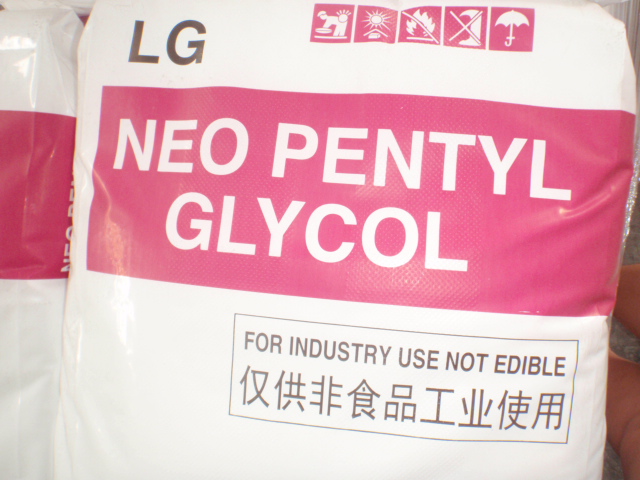 LG
NEO PENTYL
GLYCOL
FOR INDUSTRY USE NOT EDIBLE
仅供非食品工业使用